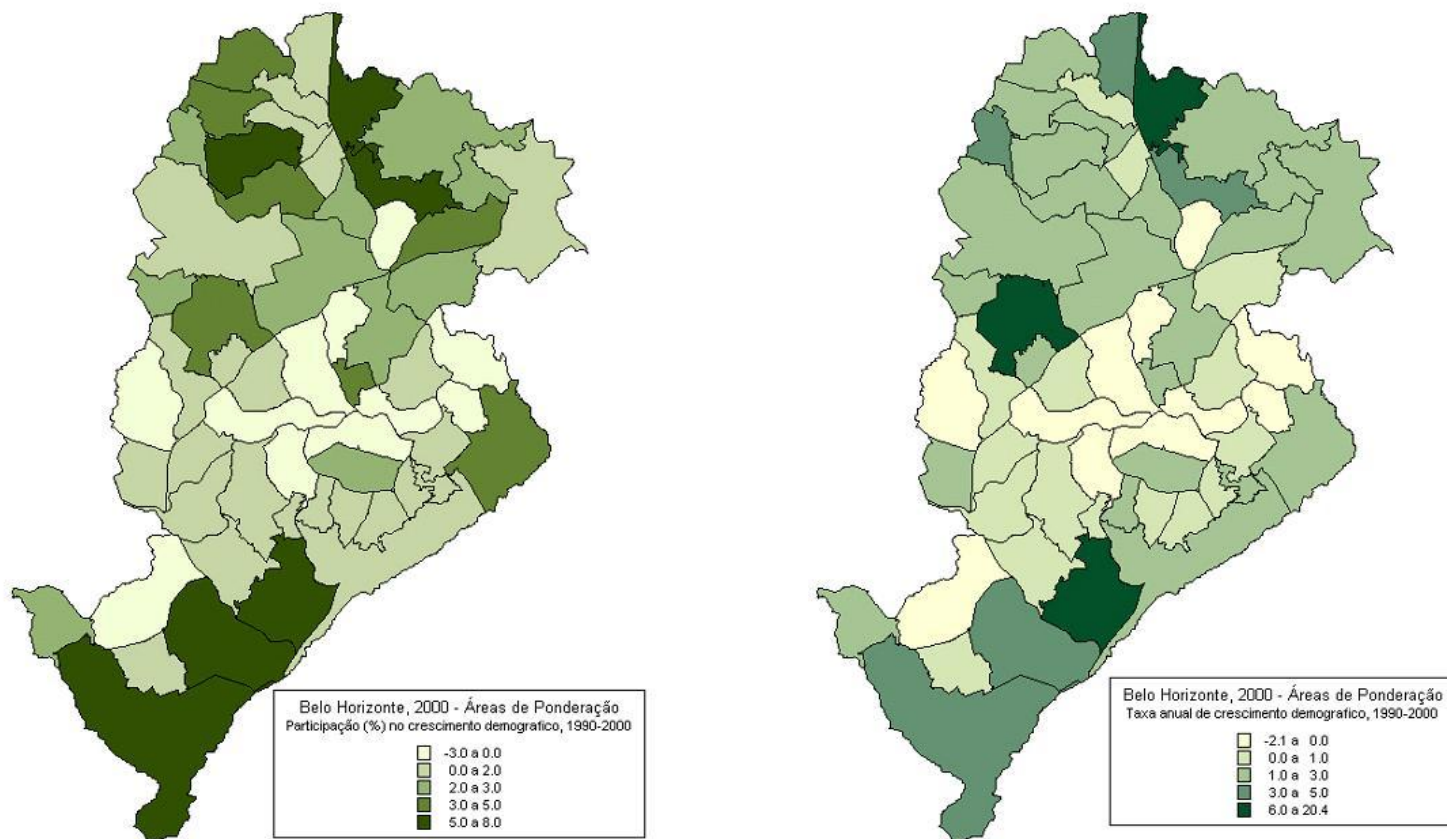 Belo Horizonte, 2000 - Áreas de Ponderação
Participação (%) no crescimento demografico, 1990-2000
-3.0 a 0.0
0.0 a 2.0
2.0 a 3.0
3.0 a 5.0
5.0 a 8.0
Belo Horizonte, 2000 - Áreas de Ponderação
Taxa anual de crescimento demografico, 1990-2000
-2.1 a 0.0
0.0 a 1.0
1.0 a 3.0
3.0 a 5.0
6.0 a 20.4